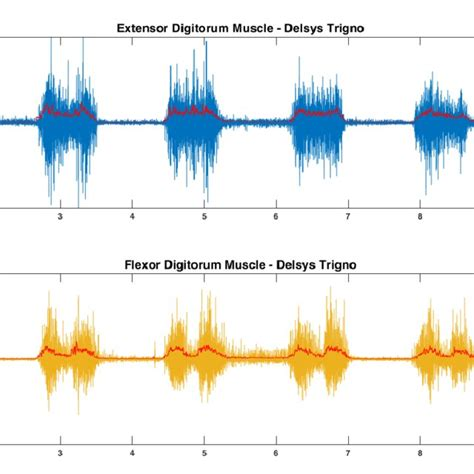 Extensor Digitorum Muscle - Delsys Trigno
3 4 5 6 7 8
Flexor Digitorum Muscle - Delsys Trigno
3 4 5 6 7 8